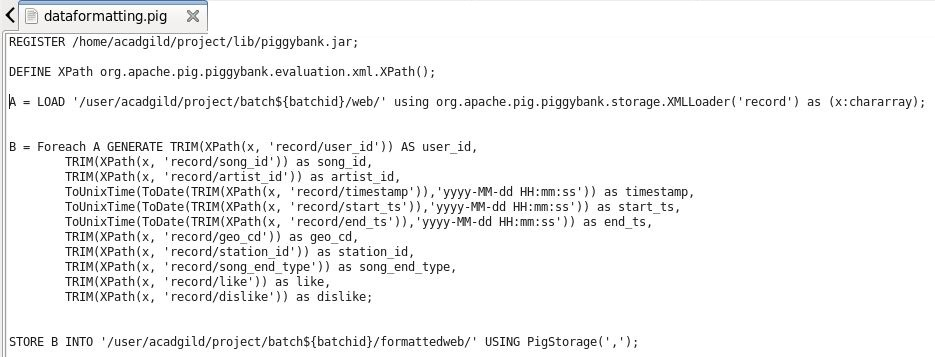 dataformatting.pig
REGISTER /home/acadgild/project/lib/piggybank.jar;
DEFINE XPath org.apache.pig.piggybank.evaluation.xml.XPath();
A = LOAD '/user/acadgild/project/batch${batchid}/web/' using org.apache.pig.piggybank.storage.XMLLoader('record') as (x:chararray);
B = Foreach A GENERATE TRIM(XPath(x, 'record/user_id')) AS user_id,
TRIM(XPath(x, 'record/song_id')) as song_id,
TRIM(XPath(x, 'record/artist_id')) as artist_id,
ToUnixTime(ToDate(TRIM(XPath(x, 'record/timestamp')),'yyyy-MM-dd HH:mm:ss')) as timestamp,
ToUnixTime(ToDate(TRIM(XPath(x, 'record/start_ts')),'yyyy-MM-dd HH:mm:ss')) as start_ts,
ToUnixTime(ToDate(TRIM(XPath(x, 'record/end_ts')),'yyyy-MM-dd HH:mm:ss')) as end_ts,
TRIM(XPath(x, 'record/geo_cd')) as geo_cd,
TRIM(XPath(x, 'record/station_id')) as station_id,
TRIM(XPath(x, 'record/song_end_type')) as song_end_type,
TRIM(XPath(x, 'record/like')) as like,
TRIM(XPath(x, 'record/dislike')) as dislike;
STORE B INTO '/user/acadgild/project/batch${batchid}/formattedweb/' USING PigStorage(',');